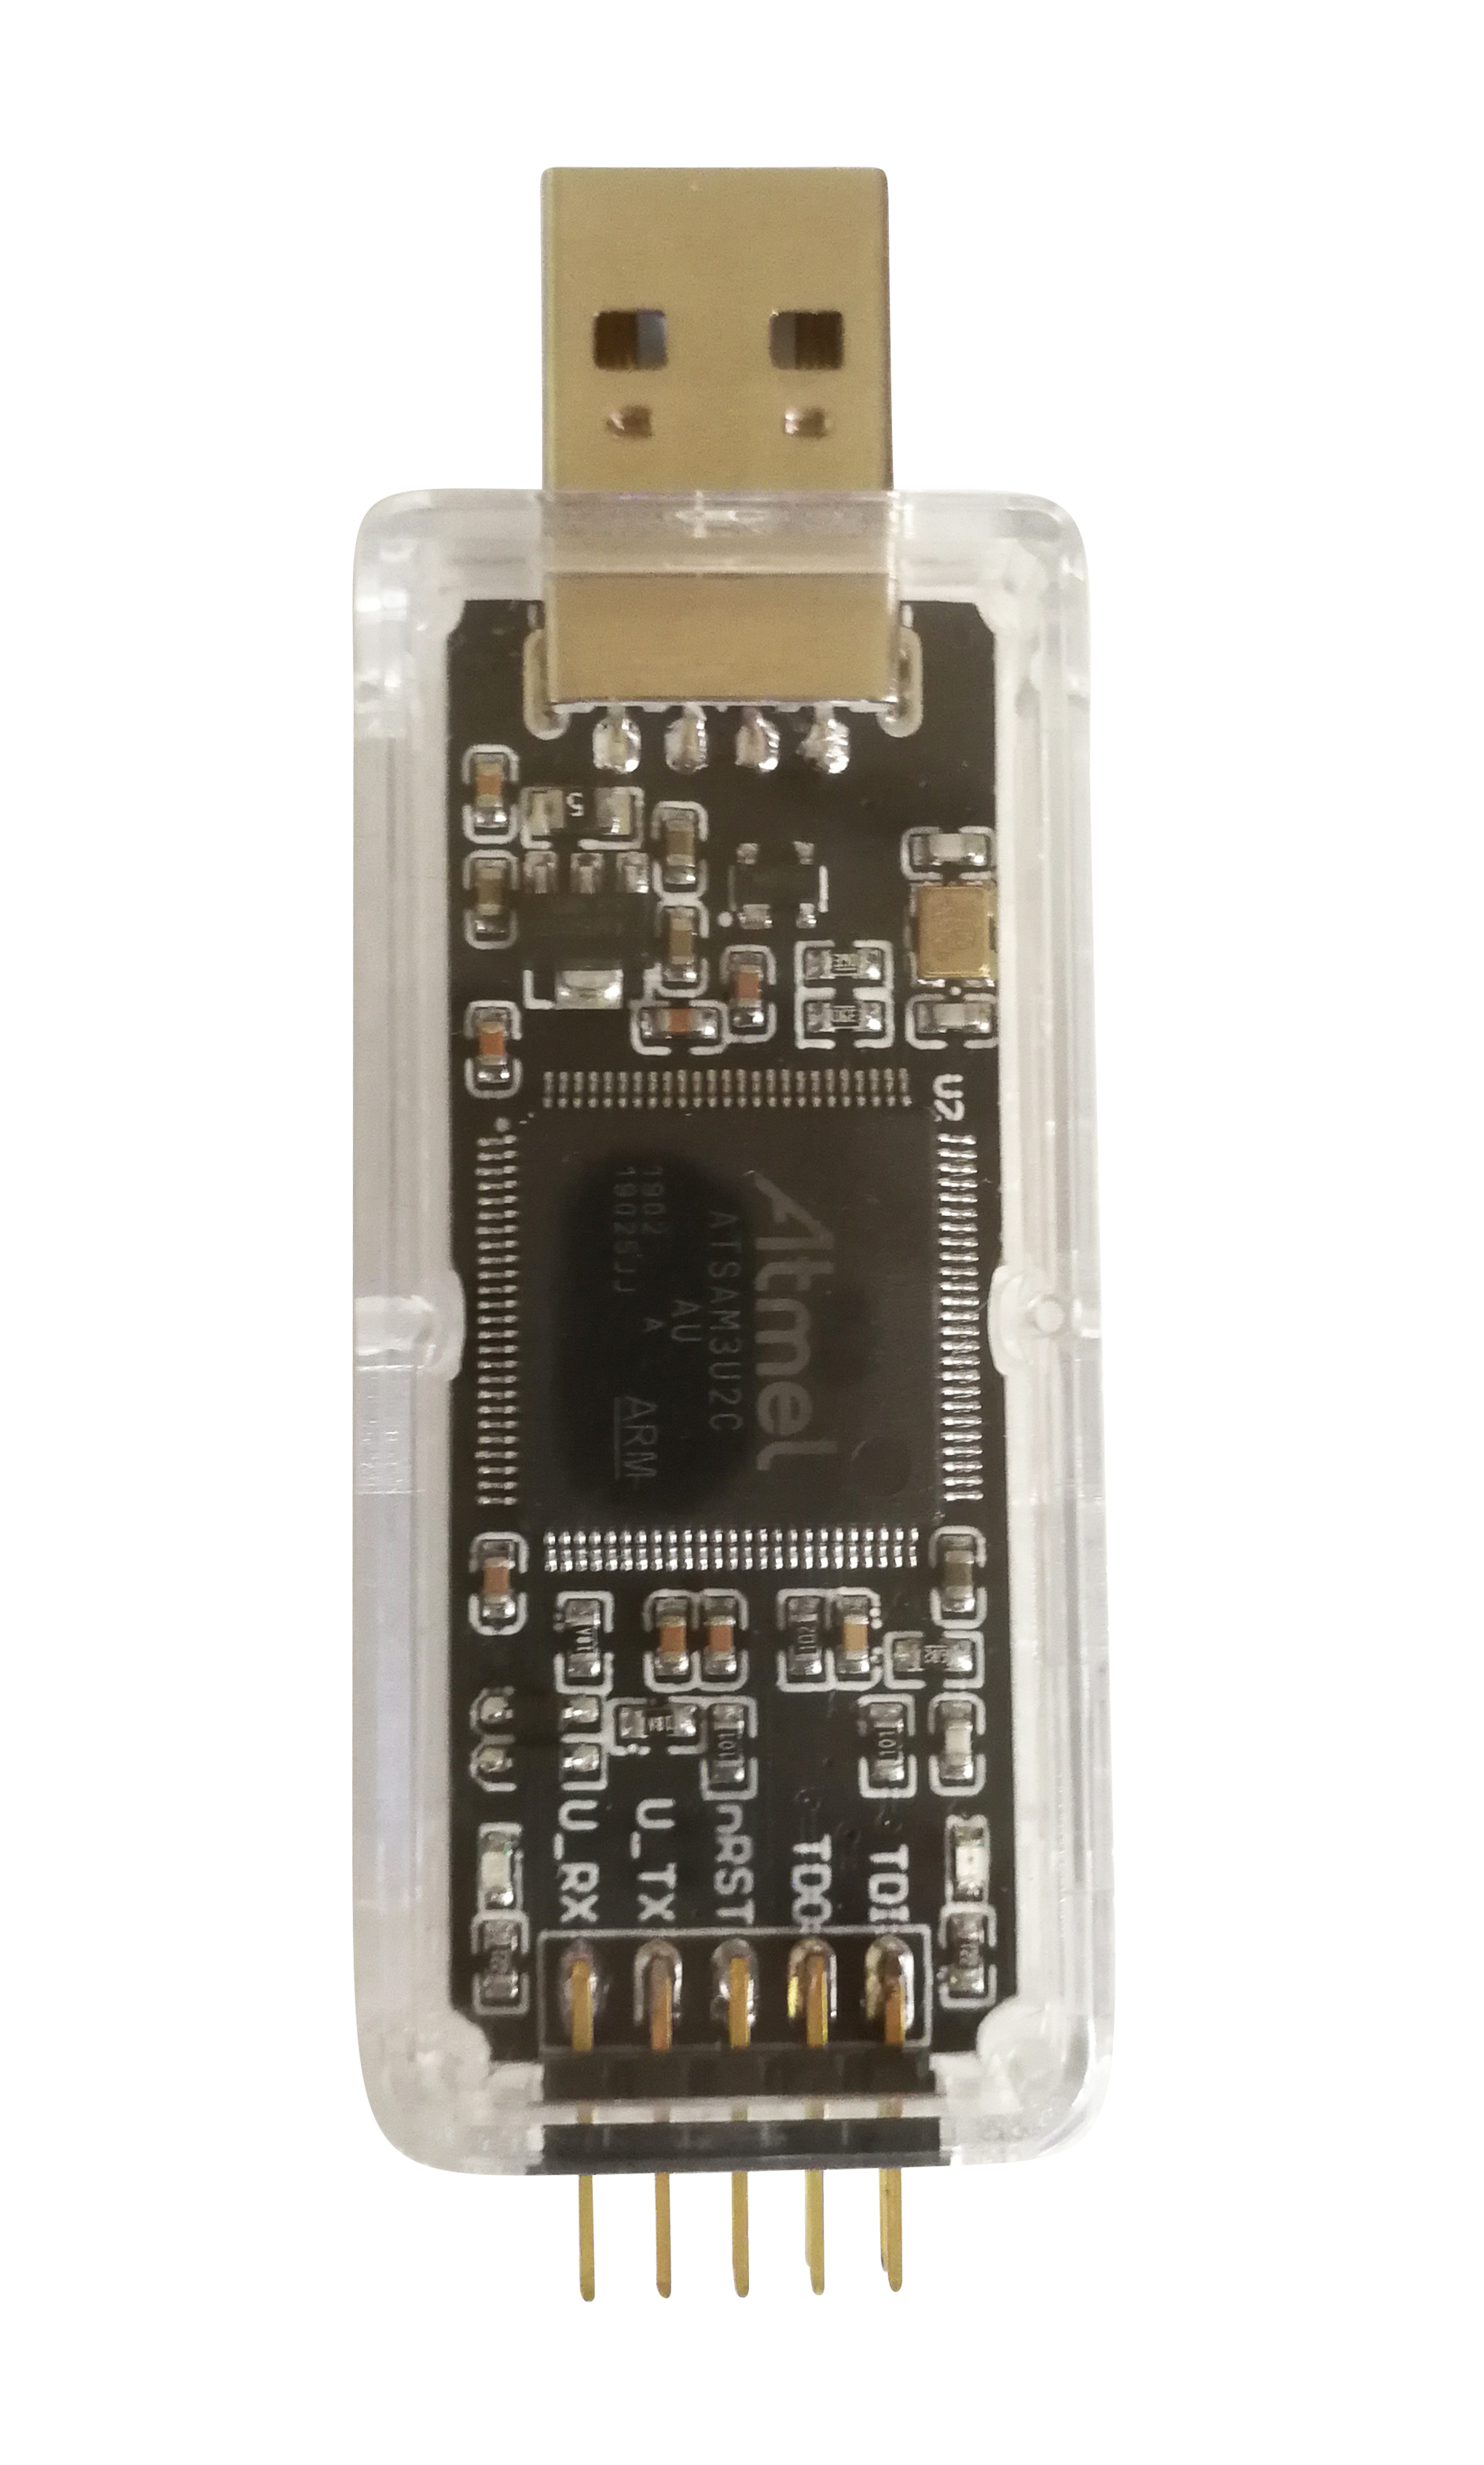 U2
Atmel
ATSAM3U2C
AU
A
1902
19025JJ
ARM
TDI
TDO
nRST
U_TX
U_RX
101
102
101
5